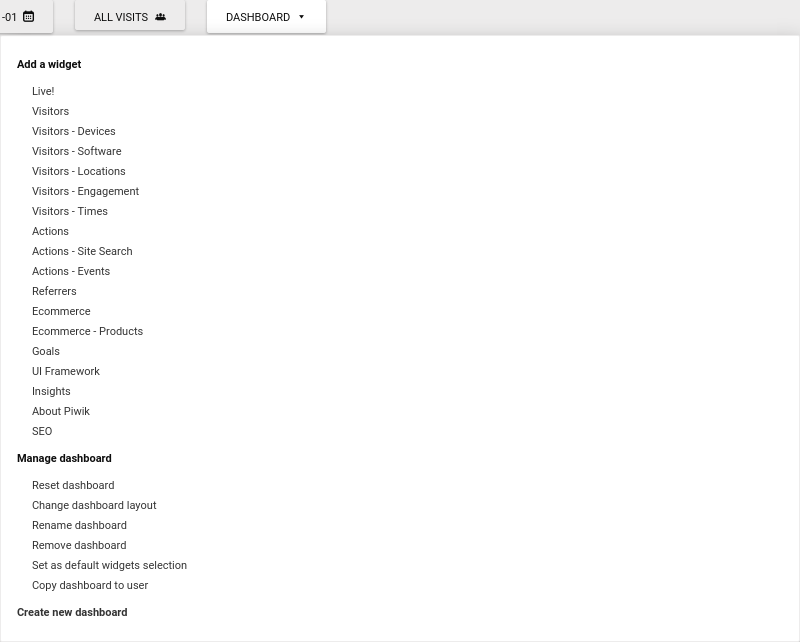 -01
ALL VISITS
DASHBOARD
Add a widget
Live!
Visitors
Visitors - Devices
Visitors - Software
Visitors - Locations
Visitors - Engagement
Visitors - Times
Actions
Actions - Site Search
Actions - Events
Referrers
Ecommerce
Ecommerce - Products
Goals
UI Framework
Insights
About Piwik
SEO
Manage dashboard
Reset dashboard
Change dashboard layout
Rename dashboard
Remove dashboard
Set as default widgets selection
Copy dashboard to user
Create new dashboard